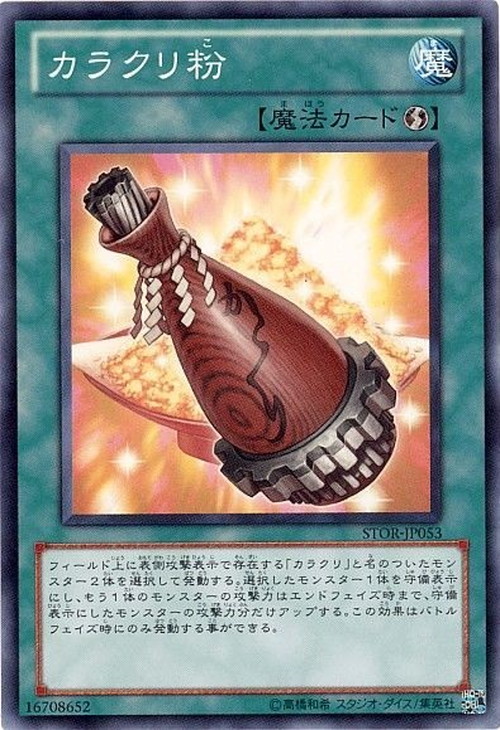 カラクリ粉
魔
【魔法カード】
STOR-JP053
フィールド上に表側攻撃表示で存在する「カラクリ」と名のついたモン
スター２体を選択して発動する。選択したモンスター１体を守備表示
にし、もう１体のモンスターの攻撃力はエンドフェイズ時まで、守備
表示にしたモンスターの攻撃力分だけアップする。この効果はバトル
フェイズ時にのみ発動する事ができる。
16708652
©高橋和希 スタジオ・ダイス/集英社